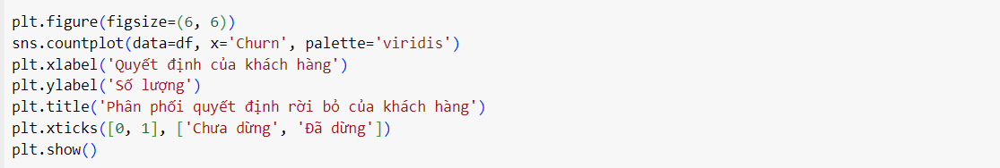 plt.figure(figsize=(6, 6))
sns.countplot(data=df, x='Churn', palette='viridis')
plt.xlabel('Quyết định của khách hàng')
plt.ylabel('Số lượng')
plt.title('Phân phối quyết định rời bỏ của khách hàng')
plt.xticks([0, 1], ['Chưa dừng', 'Đã dừng'])
plt.show()